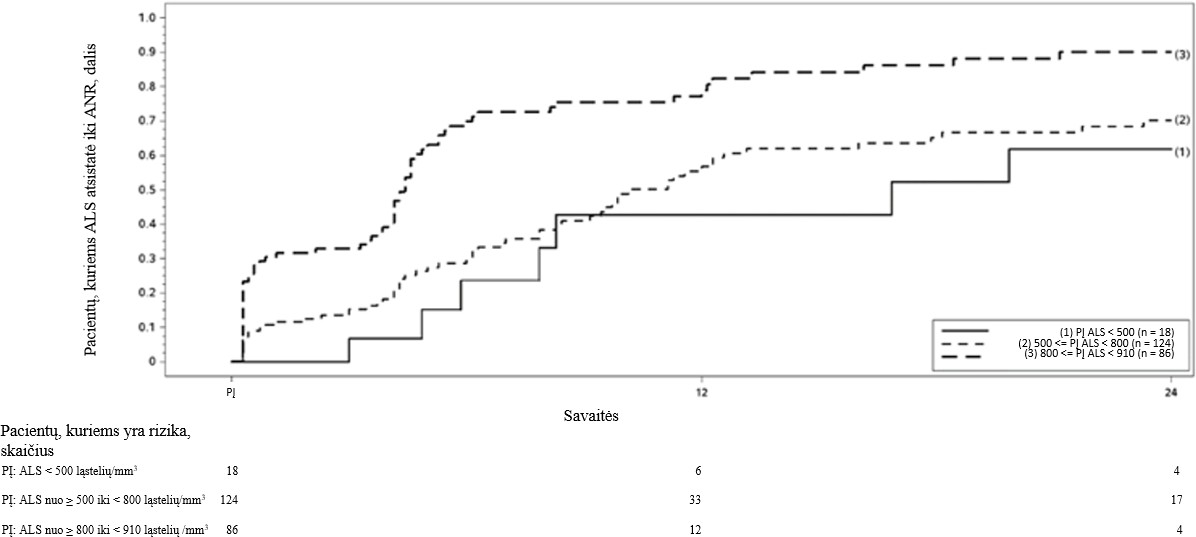 Pacientų, kuriems ALS atsistatė iki ANR, dalis
1.0
0.9
0.8
0.7
0.6
0.5
0.4
0.3
0.2
0.1
0
(3)
(2)
(1)
(1) PĮ ALS < 500 (n = 18)
(2) 500 <= PĮ ALS < 800 (n = 124)
(3) 800 <= PĮ ALS < 910 (n = 86)
PĮ 12 24
Savaitės
Pacientų, kuriems yra rizika,
skaičius
PĮ: ALS < 500 ląstelių/mm³ 18 6 4
PĮ: ALS nuo ≥ 500 iki < 800 ląstelių/mm³ 124 33 17
PĮ: ALS nuo ≥ 800 iki < 910 ląstelių /mm³ 86 12 4